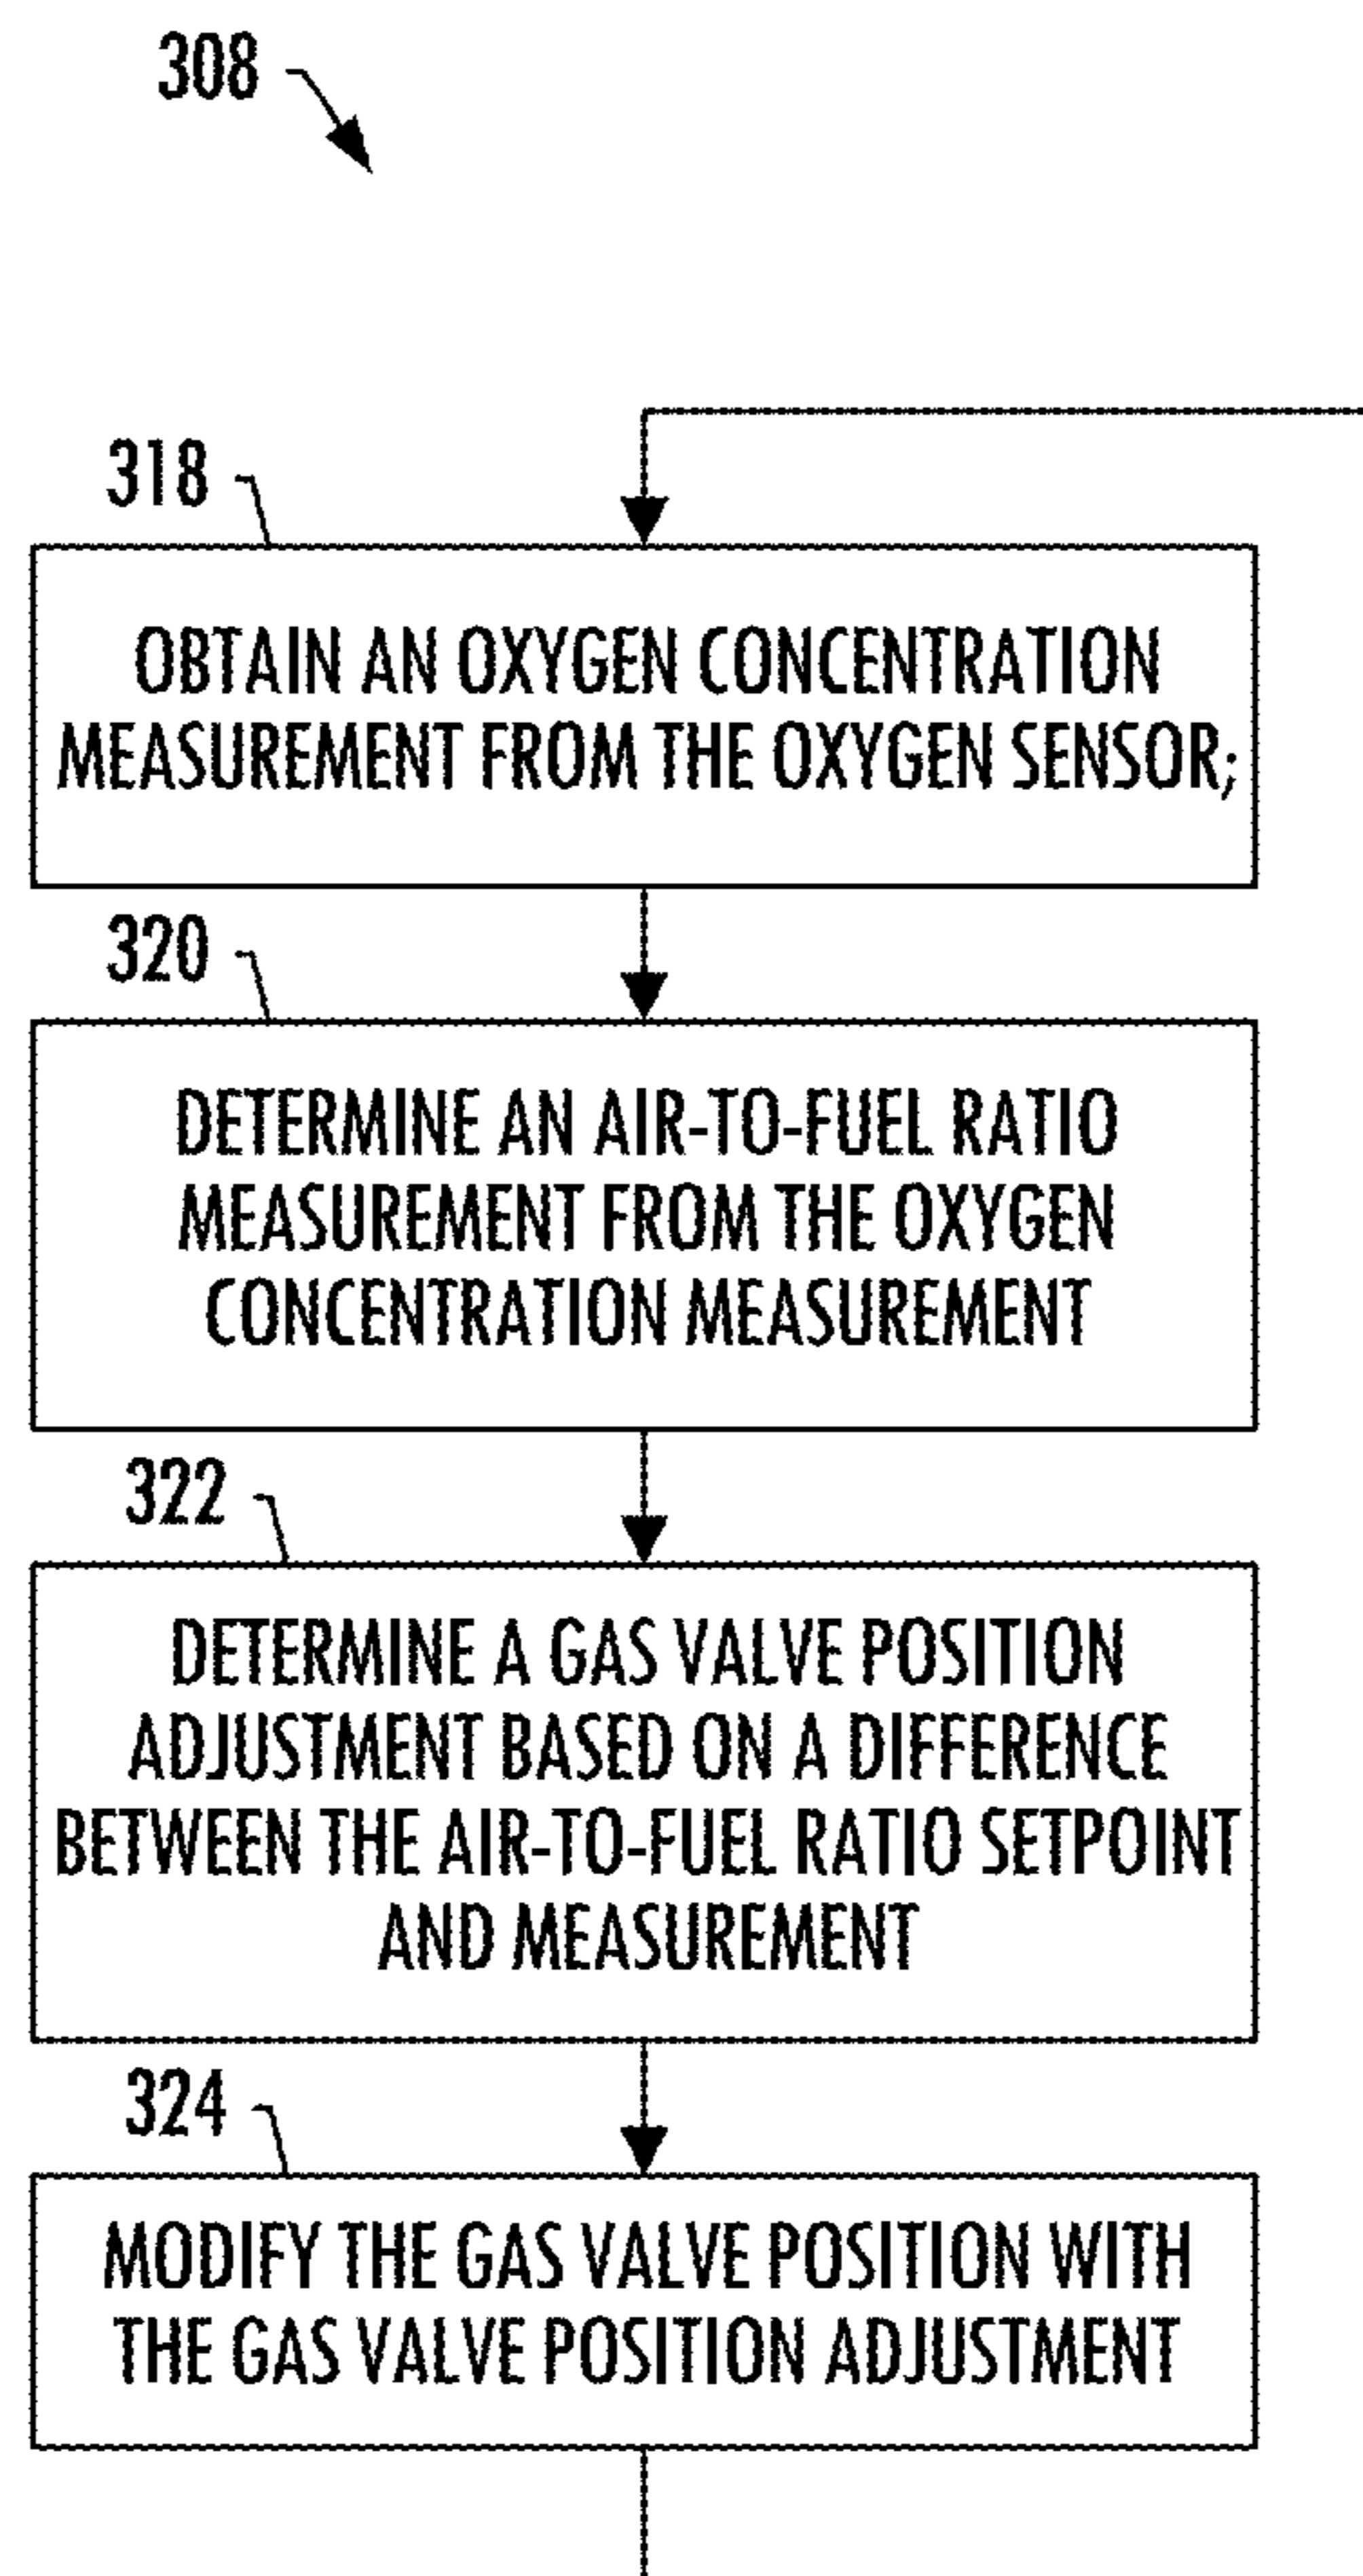 308
318
OBTAIN AN OXYGEN CONCENTRATION
MEASUREMENT FROM THE OXYGEN SENSOR;
320
DETERMINE AN AIR-TO-FUEL RATIO
MEASUREMENT FROM THE OXYGEN
CONCENTRATION MEASUREMENT
322
DETERMINE A GAS VALVE POSITION
ADJUSTMENT BASED ON A DIFFERENCE
BETWEEN THE AIR-TO-FUEL RATIO SETPOINT
AND MEASUREMENT
324
MODIFY THE GAS VALVE POSITION WITH
THE GAS VALVE POSITION ADJUSTMENT